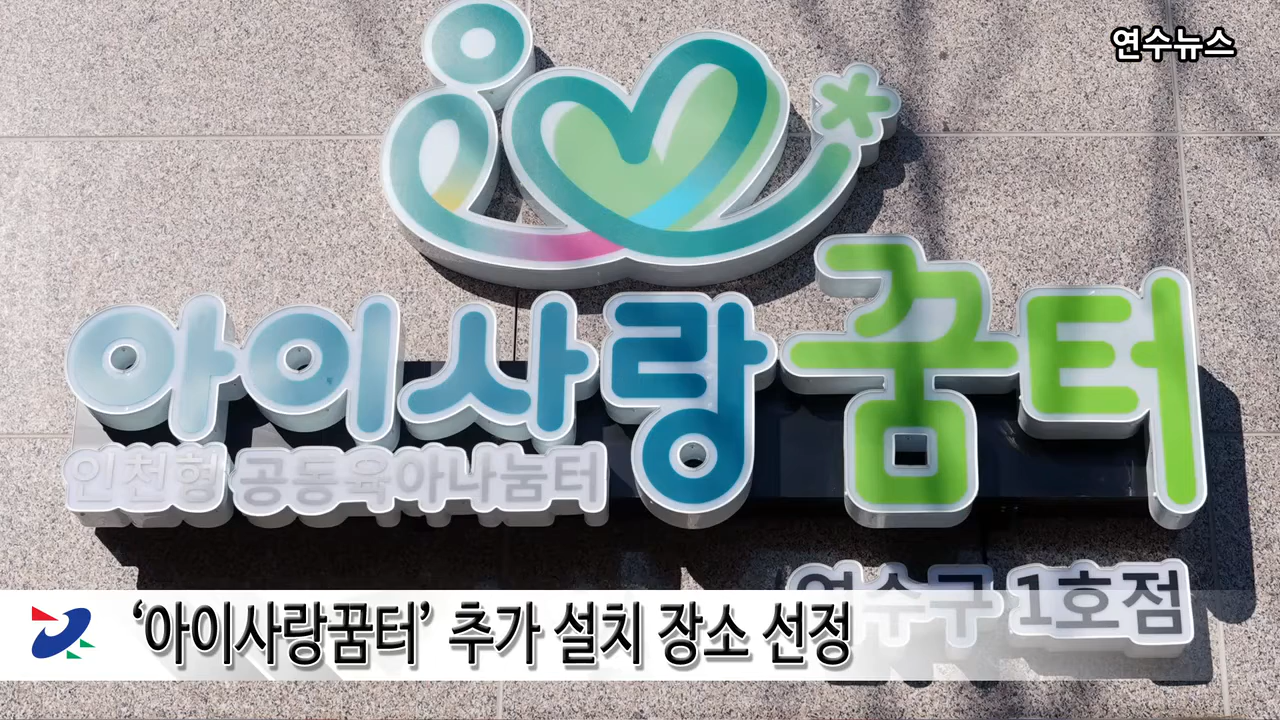 연수뉴스
아이사랑꿈터
인천형 공동육아나눔터
연수구 1호점
‘아이사랑꿈터’ 추가 설치 장소 선정